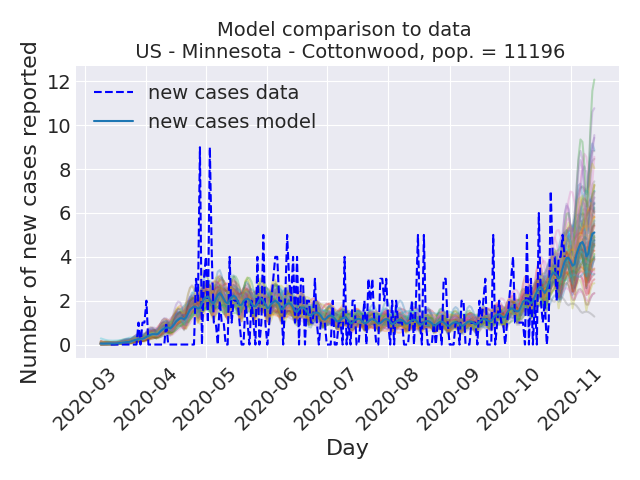 Model comparison to data
US - Minnesota - Cottonwood, pop. = 11196
Number of new cases reported
12
10
8
6
4
2
0
new cases data
new cases model
2020-03
2020-04
2020-05
2020-06
2020-07
2020-08
2020-09
2020-10
2020-11
Day